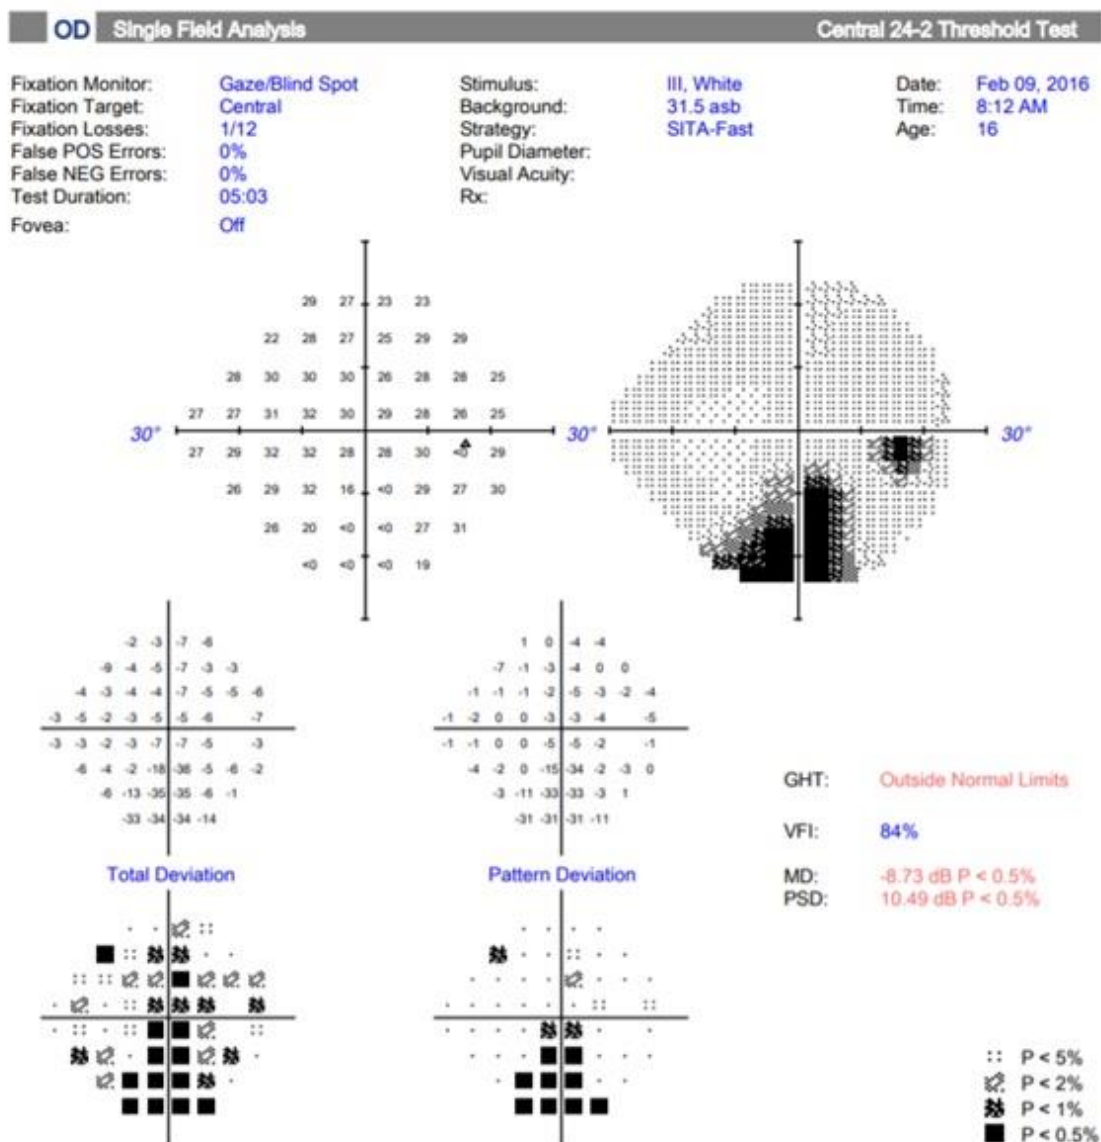 OD Single Field Analysis Central 24-2 Threshold Test
Fixation Monitor: Gaze/Blind Spot Stimulus: III, White Date: Feb 09, 2016
Fixation Target: Central Background: 31.5 asb Time: 8:12 AM
Fixation Losses: 1/12 Strategy: SITA-Fast Age: 16
False POS Errors: 0% Pupil Diameter:
False NEG Errors: 0% Visual Acuity:
Test Duration: 05:03 Rx:
Fovea: Off
29 27 23 23
22 28 27 25 29 29
28 30 30 30 26 28 28 25
27 27 31 32 30 29 28 26 25
30° 30° 30°
27 29 32 32 28 28 30 <0 29
26 29 32 16 <0 29 27 30
26 20 <0 <0 27 31
<0 <0 <0 19
-2 -3 -7 -6 1 0 -4 -4
-9 -4 -5 -7 -3 -3 -7 -1 -3 -4 0 0
-4 -3 -4 -4 -7 -5 -5 -6 -1 -1 -1 -2 -5 -3 -2 -4
-3 -5 -2 -3 -5 -5 -6 -7 -1 -2 0 0 -3 -3 -4 -5
-3 -3 -2 -3 -7 -7 -5 -3 -1 -1 0 0 -5 -5 -2 -1
-6 -4 -2 -18 -36 -5 -6 -2 -4 -2 0 -15 -34 -2 -3 0
-6 -13 -35 -35 -6 -1 -3 -11 -33 -33 -3 1
-33 -34 -34 -14 -31 -31 -31 -11
GHT: Outside Normal Limits
VFI: 84%
Total Deviation Pattern Deviation
MD: -8.73 dB P < 0.5%
PSD: 10.49 dB P < 0.5%
P < 5%
P < 2%
P < 1%
P < 0.5%